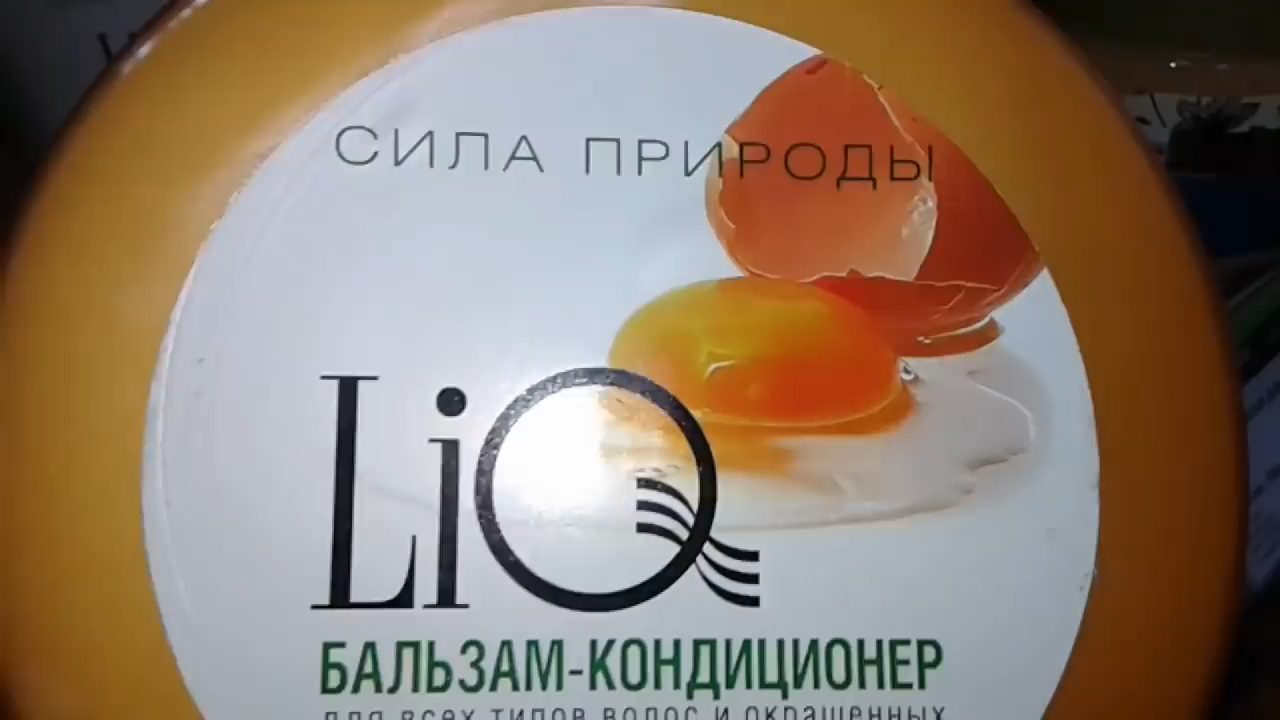 СИЛА ПРИРОДЫ
LiQ
БАЛЬЗАМ-КОНДИЦИОНЕР
для всех типов волос и окрашенных